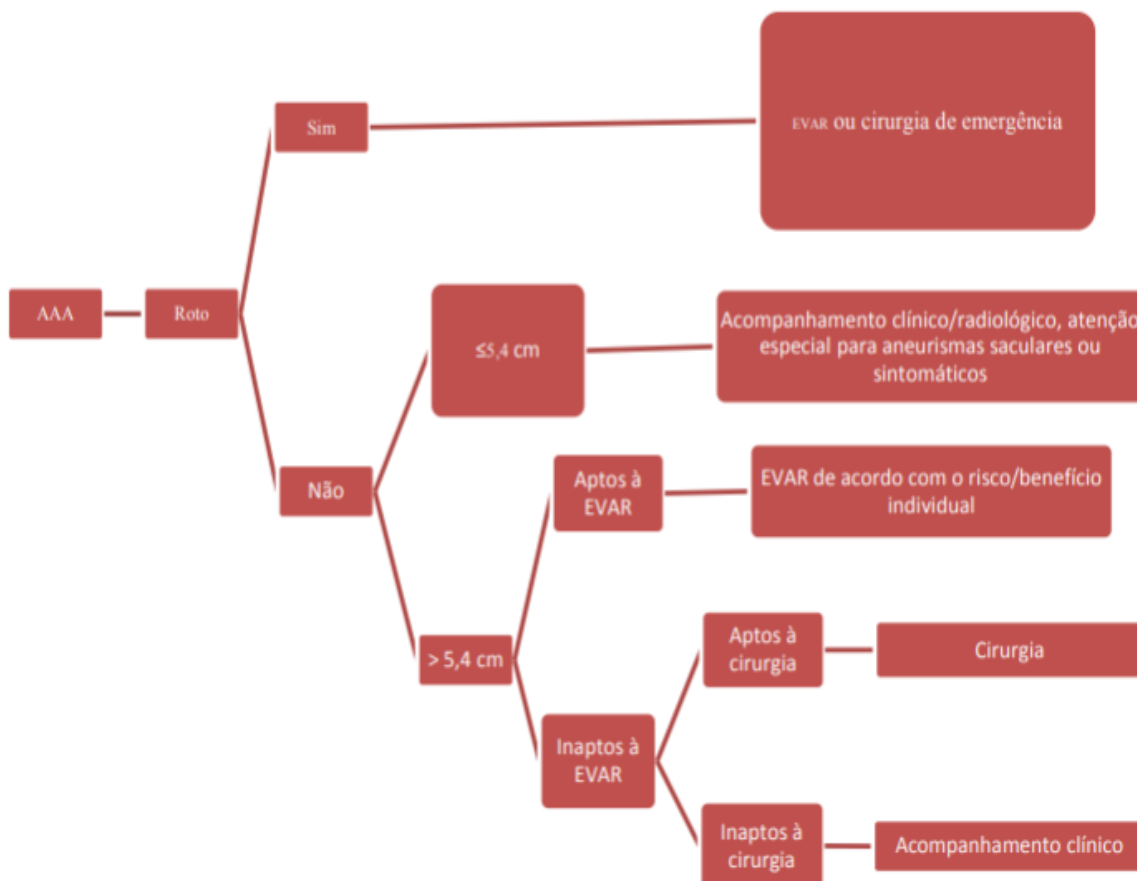 Sim
EVAR ou cirurgia de emergência
AAA
Roto
≤5,4 cm
Acompanhamento clínico/radiológico, atenção
especial para aneurismas saculares ou
sintomáticos
Não
Aptos à
EVAR
EVAR de acordo com o risco/benefício
individual
> 5,4 cm
Aptos à
cirurgia
Cirurgia
Inaptos à
EVAR
Inaptos à
cirurgia
Acompanhamento clínico